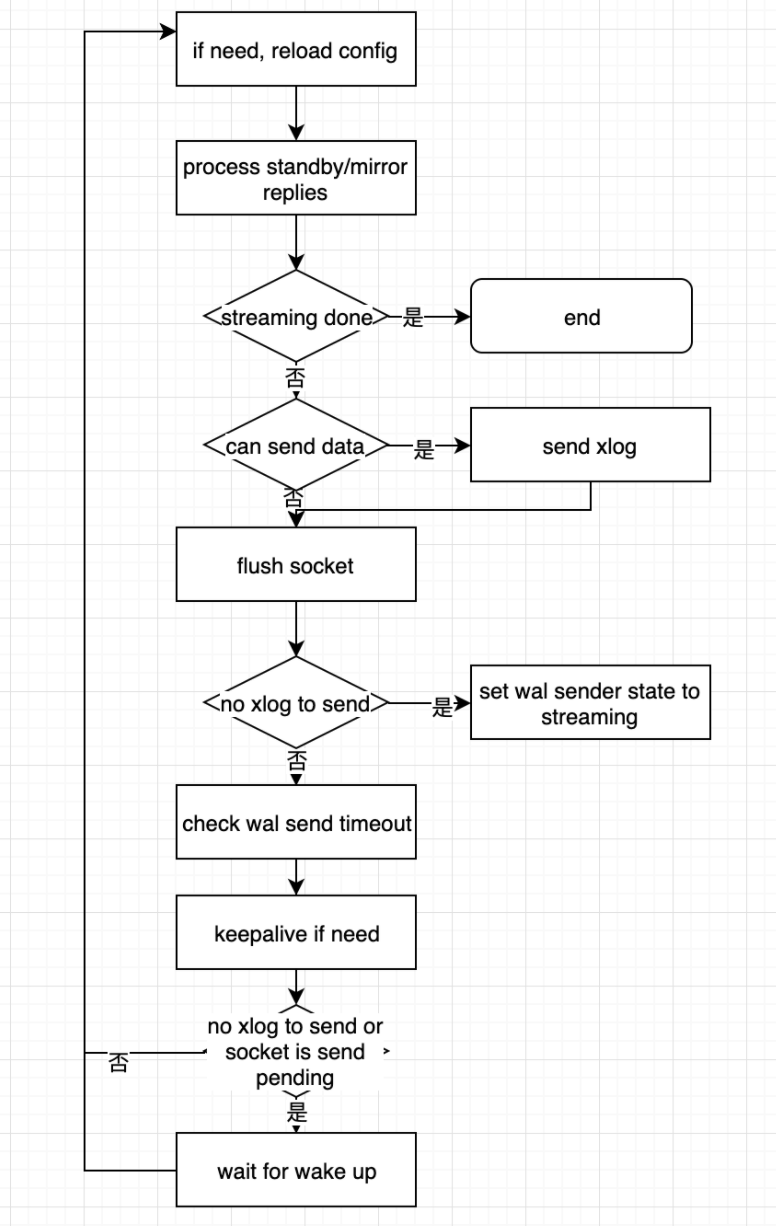 if need, reload config
process standby/mirror
replies
streaming done
是
end
否
can send data
是
send xlog
否
flush socket
no xlog to send
是
set wal sender state to
streaming
否
check wal send timeout
keepalive if need
no xlog to send or
socket is send
pending
否
是
wait for wake up